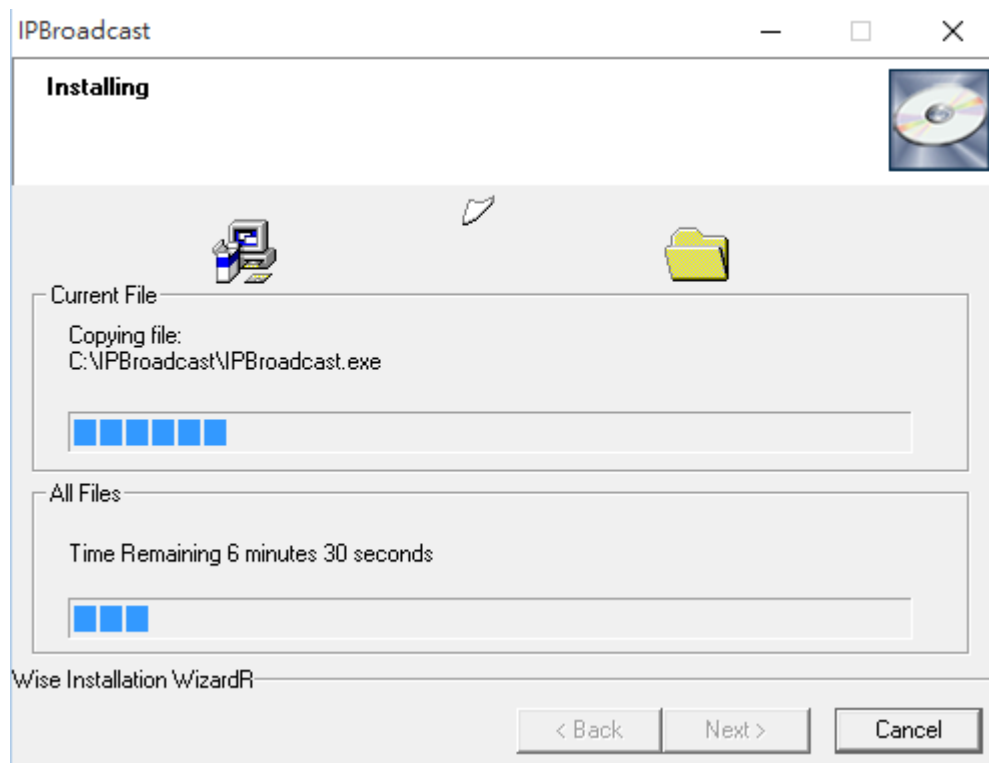 IPBroadcast
Installing
Current File
Copying file:
C:\IPBroadcast\IPBroadcast.exe
All Files
Time Remaining 6 minutes 30 seconds
Wise Installation WizardR
< Back
Next >
Cancel